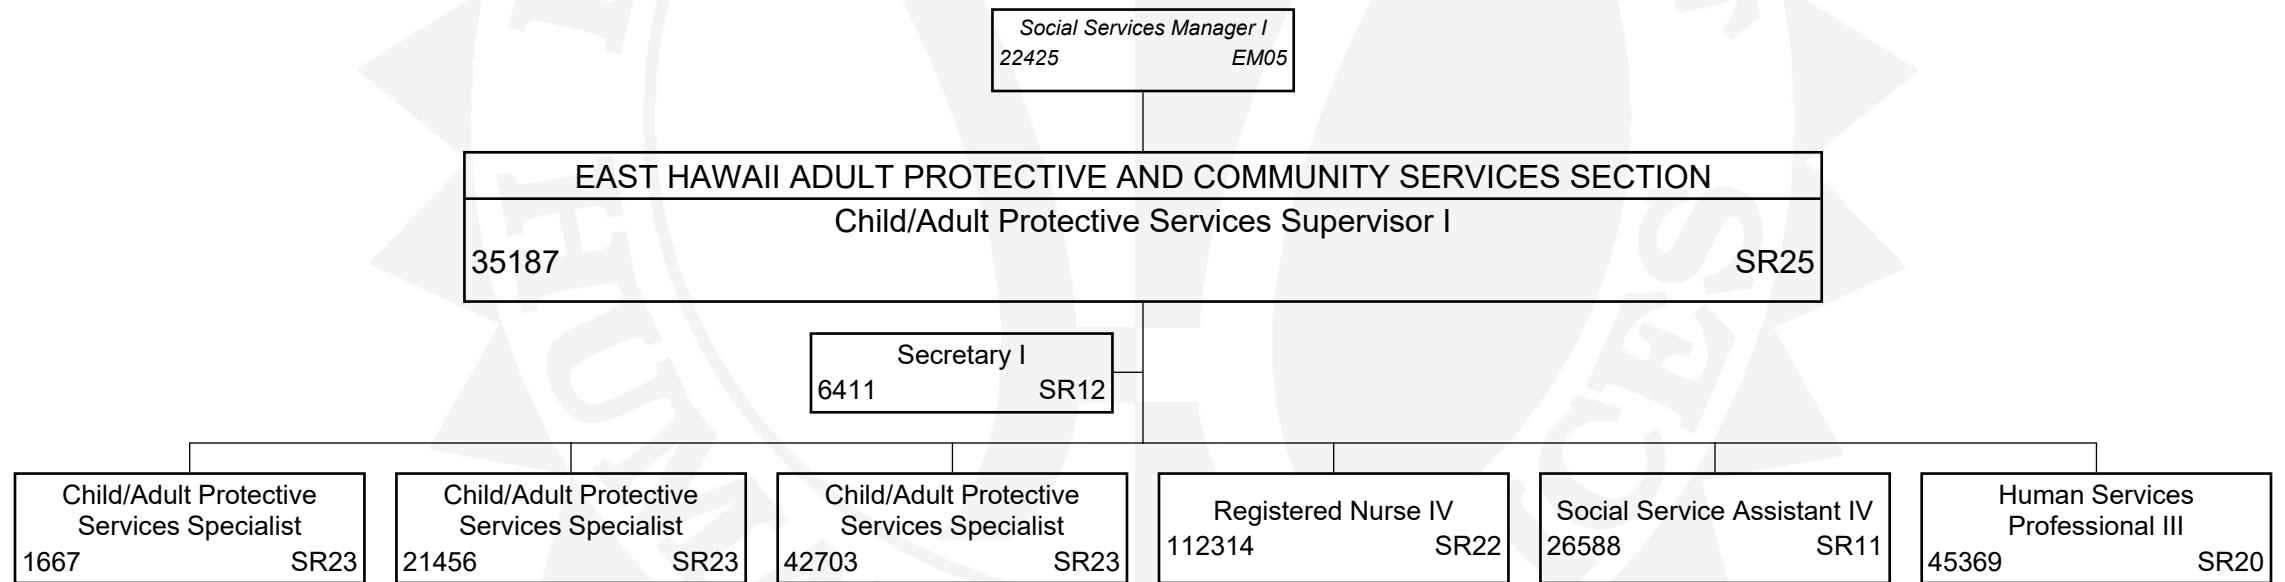 Social Services Manager I
22425 EM05
EAST HAWAII ADULT PROTECTIVE AND COMMUNITY SERVICES SECTION
Child/Adult Protective Services Supervisor I
35187 SR25
Secretary I
6411 SR12
Child/Adult Protective
Services Specialist
1667 SR23
Child/Adult Protective
Services Specialist
21456 SR23
Child/Adult Protective
Services Specialist
42703 SR23
Registered Nurse IV
112314 SR22
Social Service Assistant IV
26588 SR11
Human Services
Professional III
45369 SR20
HUM
CES